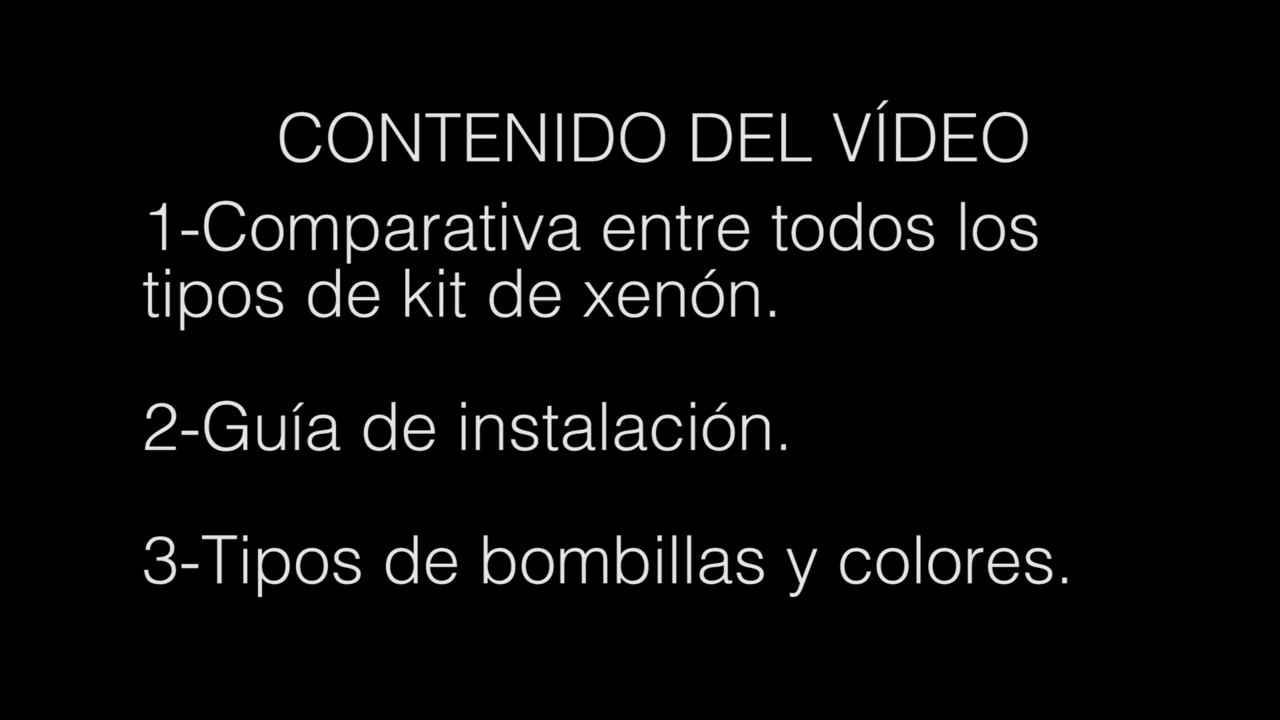 CONTENIDO DEL VÍDEO
1-Comparativa entre todos los
tipos de kit de xenón.
2-Guía de instalación.
3-Tipos de bombillas y colores.